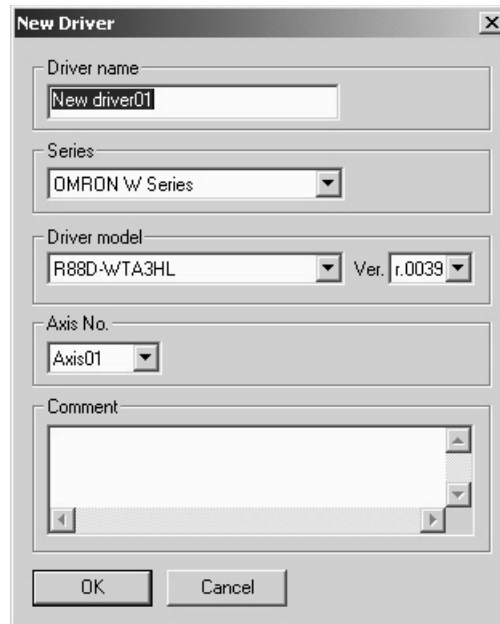 New Driver
Driver name
New driver01
Series
OMRON W Series
Driver model
R88D-WTA3HL Ver. r.0039
Axis No.
Axis01
Comment
OK Cancel